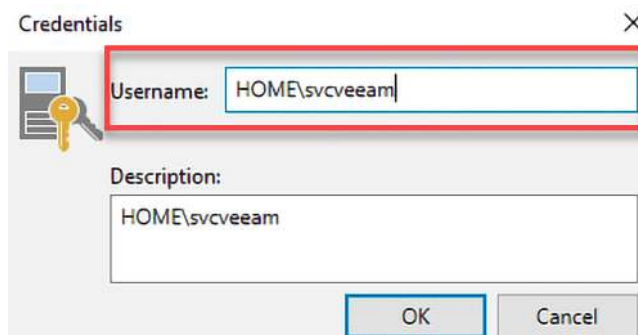 Credentials
Username: HOME\svcveeam
Description:
HOME\svcveeam
OK Cancel